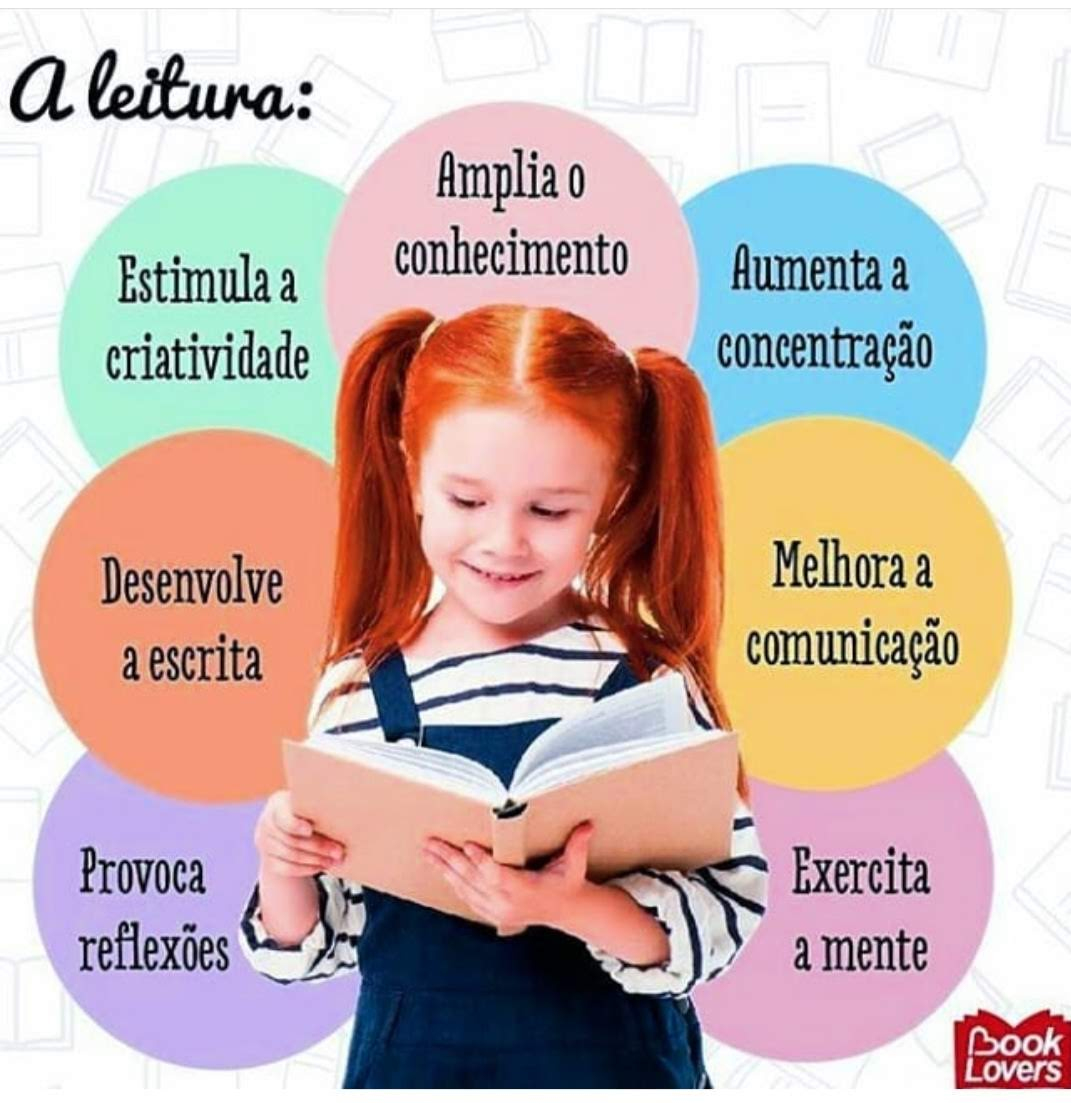 A leitura:
Amplia o
conhecimento
Estimula a
criatividade
Aumenta a
concentração
Desenvolve
a escrita
Melhora a
comunicação
Provoca
reflexões
Exercita
a mente
Book
Lovers